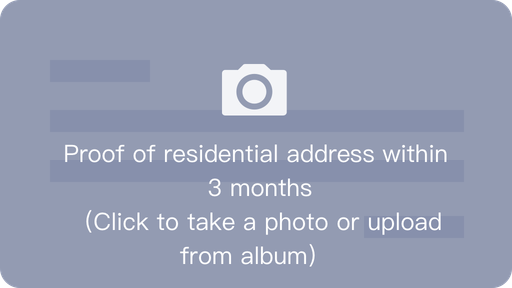 Proof of residential address within
3 months
（Click to take a photo or upload
from album）